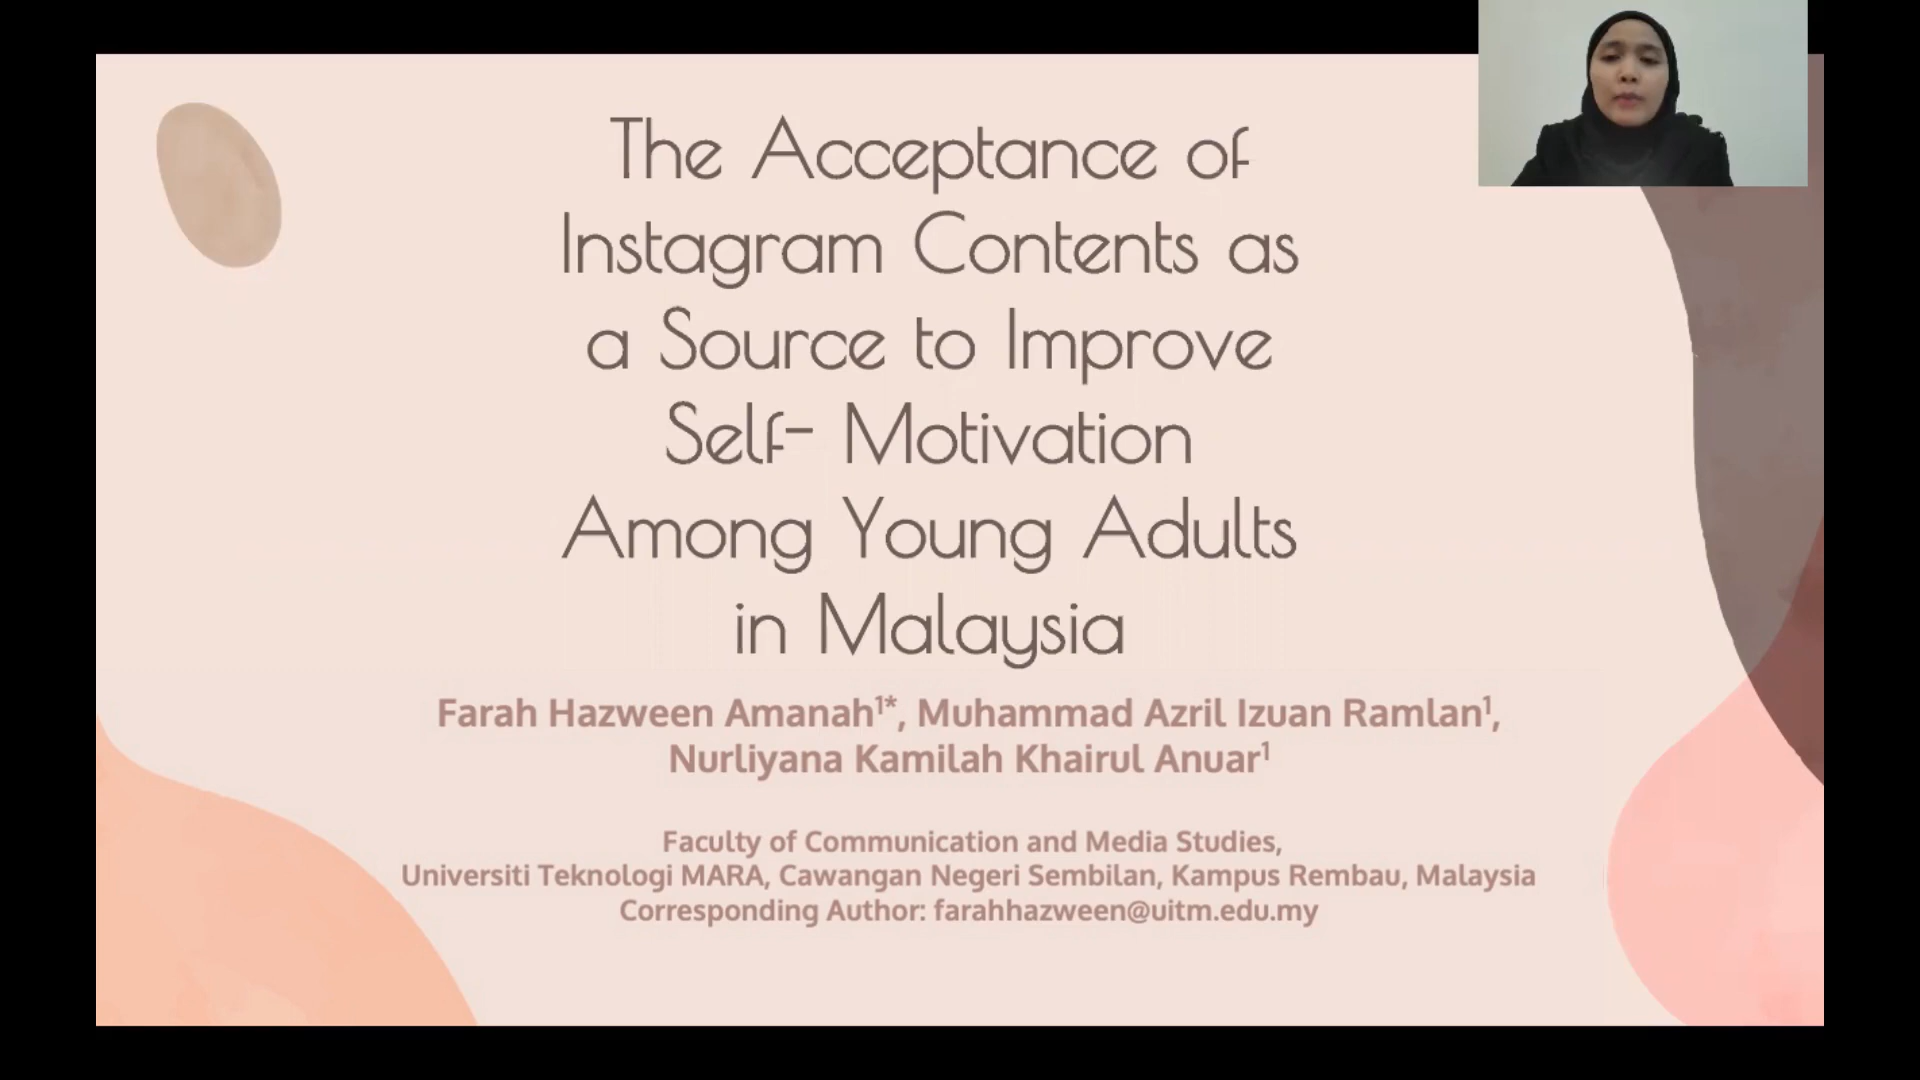 The Acceptance of
Instagram Contents as
a Source to Improve
Self- Motivation
Among Young Adults
in Malaysia
Farah Hazween Amanah¹*, Muhammad Azril Izuan Ramlan¹,
Nurliyana Kamilah Khairul Anuar¹
Faculty of Communication and Media Studies,
Universiti Teknologi MARA, Cawangan Negeri Sembilan, Kampus Rembau, Malaysia
Corresponding Author: farahhazween@uitm.edu.my